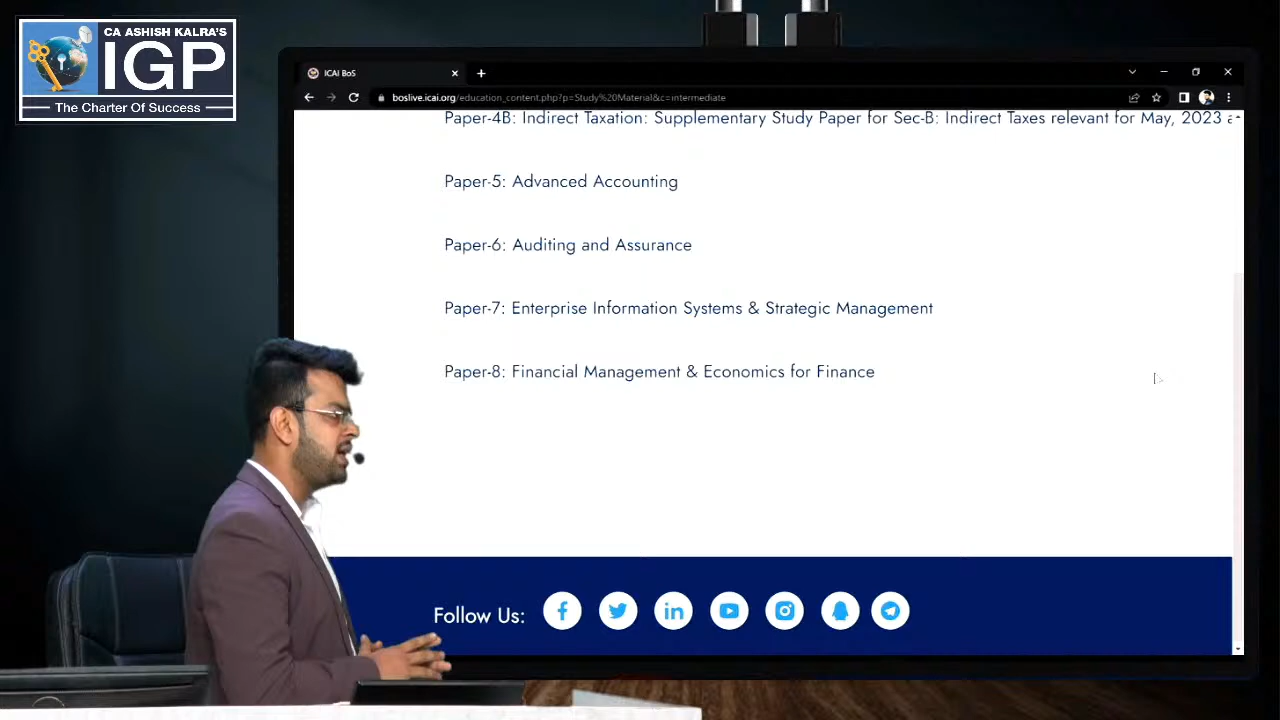 CA ASHISH KALRA'S
IGP
The Charter Of Success
ICAI BoS
boslive.icai.org/education_content.php?p=Study%20Material&c=intermediate
Paper-4B: Indirect Taxation: Supplementary Study Paper for Sec-B: Indirect Taxes relevant for May, 2023
Paper-5: Advanced Accounting
Paper-6: Auditing and Assurance
Paper-7: Enterprise Information Systems & Strategic Management
Paper-8: Financial Management & Economics for Finance
Follow Us: